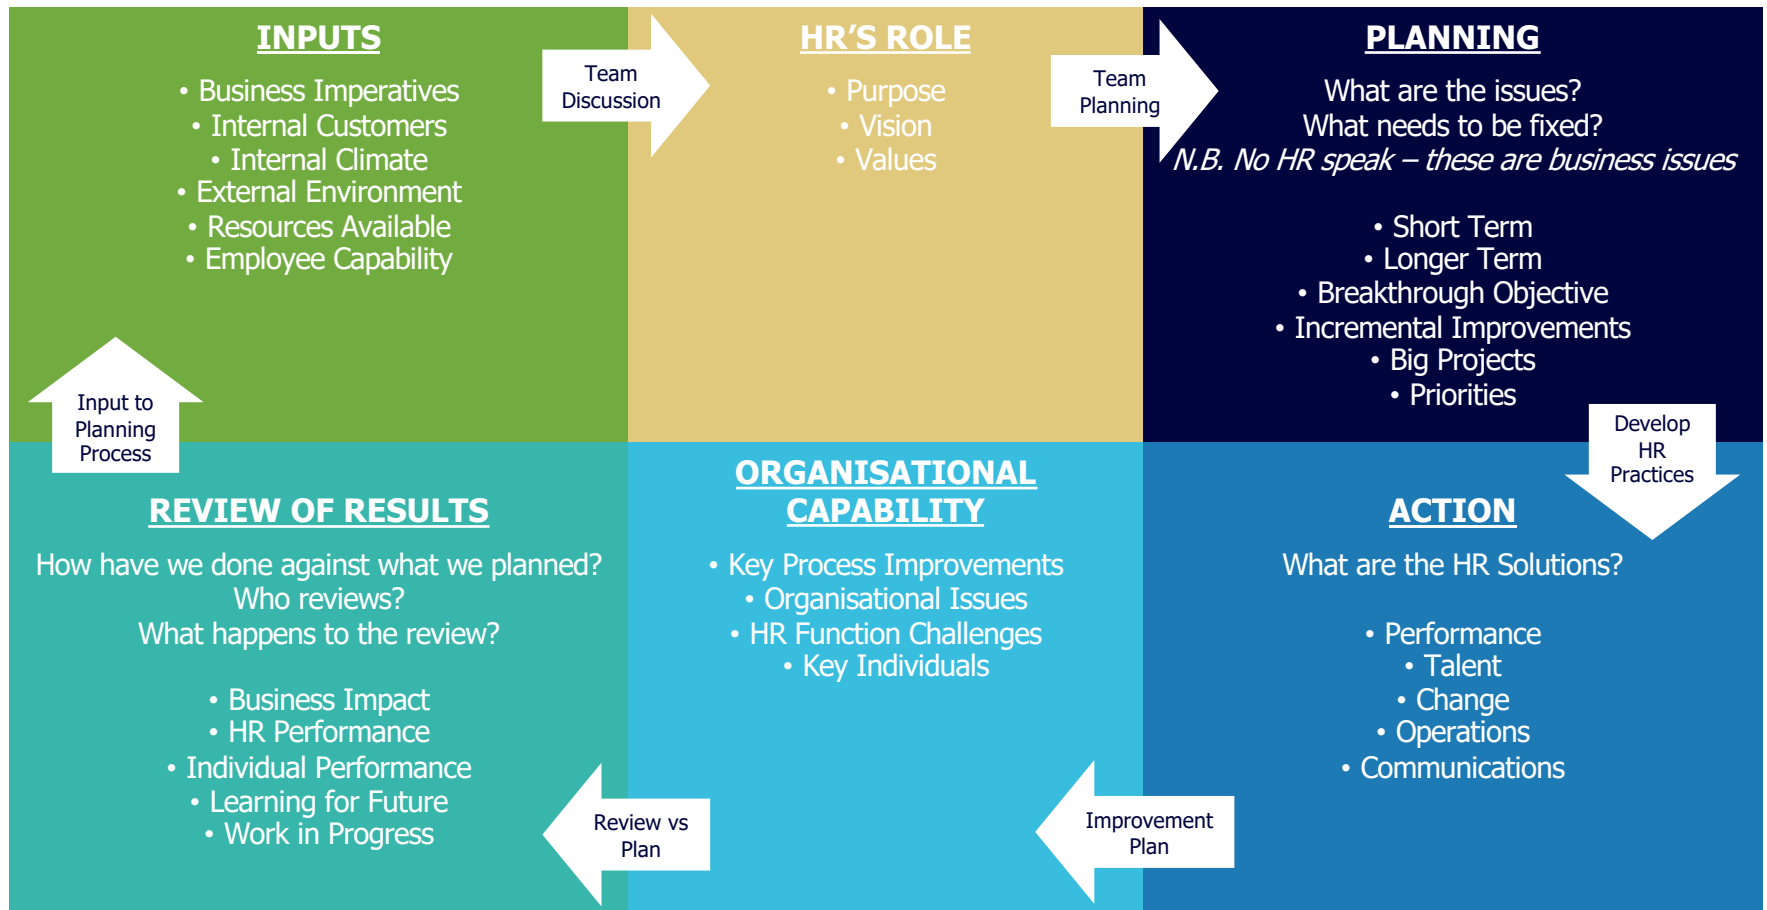 INPUTS
• Business Imperatives
• Internal Customers
• Internal Climate
• External Environment
• Resources Available
• Employee Capability
Team
Discussion
HR’S ROLE
• Purpose
• Vision
• Values
Team
Planning
PLANNING
What are the issues?
What needs to be fixed?
N.B. No HR speak – these are business issues
• Short Term
• Longer Term
• Breakthrough Objective
• Incremental Improvements
• Big Projects
• Priorities
Develop
HR
Practices
ACTION
What are the HR Solutions?
• Performance
• Talent
• Change
• Operations
• Communications
Improvement
Plan
ORGANISATIONAL
CAPABILITY
• Key Process Improvements
• Organisational Issues
• HR Function Challenges
• Key Individuals
Review vs
Plan
REVIEW OF RESULTS
How have we done against what we planned?
Who reviews?
What happens to the review?
• Business Impact
• HR Performance
• Individual Performance
• Learning for Future
• Work in Progress
Input to
Planning
Process